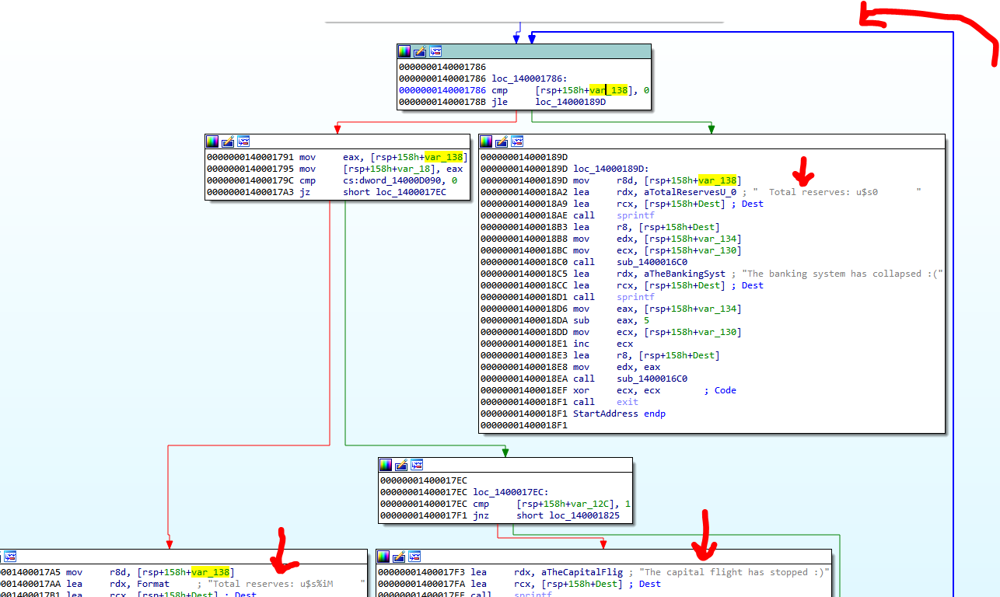 0000000140001786
0000000140001786 loc_140001786:
0000000140001786 cmp     [rsp+158h+var_138], 0
000000014000178B jle     loc_14000189D
0000000140001791 mov     eax, [rsp+158h+var_138]
0000000140001795 mov     [rsp+158h+var_18], eax
000000014000179C cmp     cs:dword_14000D090, 0
00000001400017A3 jz      short loc_1400017EC
000000014000189D
000000014000189D loc_14000189D:
000000014000189D mov     r8d, [rsp+158h+var_138]
00000001400018A2 lea     rdx, aTotalReservesU_0 ; "  Total reserves: u$s0       "
00000001400018A9 lea     rcx, [rsp+158h+Dest] ; Dest
00000001400018AE call    sprintf
00000001400018B3 lea     r8, [rsp+158h+Dest]
00000001400018B8 mov     edx, [rsp+158h+var_134]
00000001400018BC mov     ecx, [rsp+158h+var_130]
00000001400018C0 call    sub_1400016C0
00000001400018C5 lea     rdx, aTheBankingSyst ; "The banking system has collapsed :("
00000001400018CC lea     rcx, [rsp+158h+Dest] ; Dest
00000001400018D1 call    sprintf
00000001400018D6 mov     eax, [rsp+158h+var_134]
00000001400018DA sub     eax, 5
00000001400018DD mov     ecx, [rsp+158h+var_130]
00000001400018E1 inc     ecx
00000001400018E3 lea     r8, [rsp+158h+Dest]
00000001400018E8 mov     edx, eax
00000001400018EA call    sub_1400016C0
00000001400018EF xor     ecx, ecx        ; Code
00000001400018F1 call    exit
00000001400018F1 StartAddress endp
00000001400018F1
00000001400017EC
00000001400017EC loc_1400017EC:
00000001400017EC cmp     [rsp+158h+var_12C], 1
00000001400017F1 jnz     short loc_140001825
001400017A5 mov     r8d, [rsp+158h+var_138]
001400017AA lea     rdx, Format     ; "Total reserves: u$s%iM     "
001400017B1 lea     rcx, [rsp+158h+Dest] ; Dest
00000001400017F3 lea     rdx, aTheCapitalFlig ; "The capital flight has stopped :)"
00000001400017FA lea     rcx, [rsp+158h+Dest] ; Dest
00000001400017FF call    sprintf